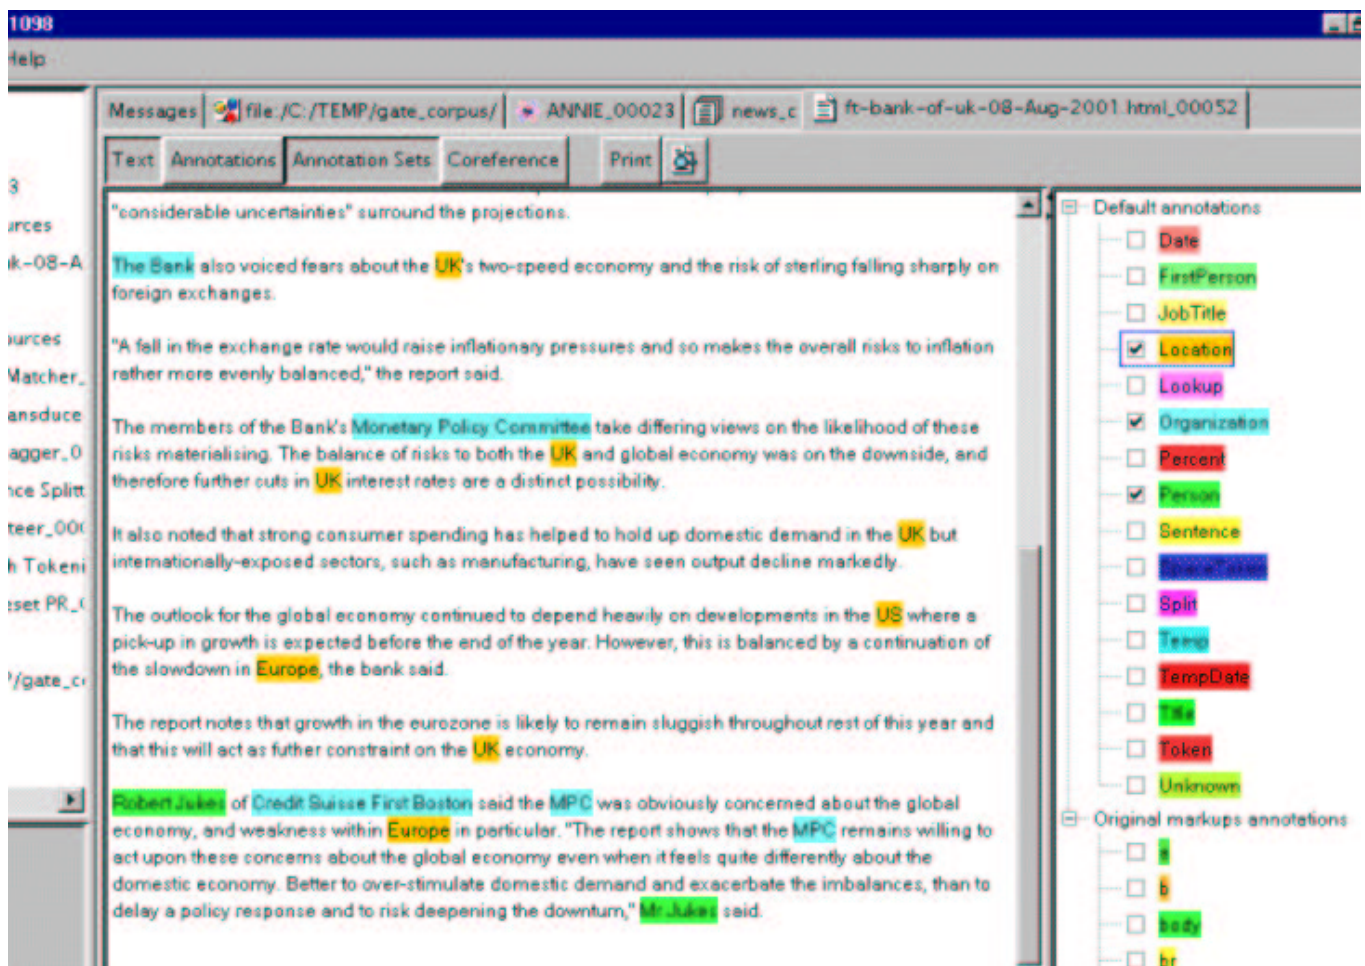 1098
Help
Messages file:/C:/TEMP/gate_corpus/ ANNIE_00023 news_c ft-bank-of-uk-08-Aug-2001.html_00052
Text Annotations Annotation Sets Coreference Print
"considerable uncertainties" surround the projections.
The Bank also voiced fears about the UK's two-speed economy and the risk of sterling falling sharply on
foreign exchanges.
"A fall in the exchange rate would raise inflationary pressures and so makes the overall risks to inflation
rather more evenly balanced," the report said.
The members of the Bank's Monetary Policy Committee take differing views on the likelihood of these
risks materialising. The balance of risks to both the UK and global economy was on the downside, and
therefore further cuts in UK interest rates are a distinct possibility.
It also noted that strong consumer spending has helped to hold up domestic demand in the UK but
internationally-exposed sectors, such as manufacturing, have seen output decline markedly.
The outlook for the global economy continued to depend heavily on developments in the US where a
pick-up in growth is expected before the end of the year. However, this is balanced by a continuation of
the slowdown in Europe, the bank said.
The report notes that growth in the eurozone is likely to remain sluggish throughout rest of this year and
that this will act as futher constraint on the UK economy.
Robert Jukes of Credit Suisse First Boston said the MPC was obviously concerned about the global
economy, and weakness within Europe in particular. "The report shows that the MPC remains willing to
act upon these concerns about the global economy even when it feels quite differently about the
domestic economy. Better to over-stimulate domestic demand and exacerbate the imbalances, than to
delay a policy response and to risk deepening the downturn," Mr Jukes said.
3
urces
nk-08-A
ources
Matcher_
ansduce
agger_0
nce Splitt
teer_000
h Tokeni
eset PR_
/gate_c
Default annotations
Date
FirstPerson
JobTitle
Location
Lookup
Organization
Percent
Person
Sentence
SpaceToken
Split
Temp
TempDate
Title
Token
Unknown
Original markups annotations
a
b
body
br